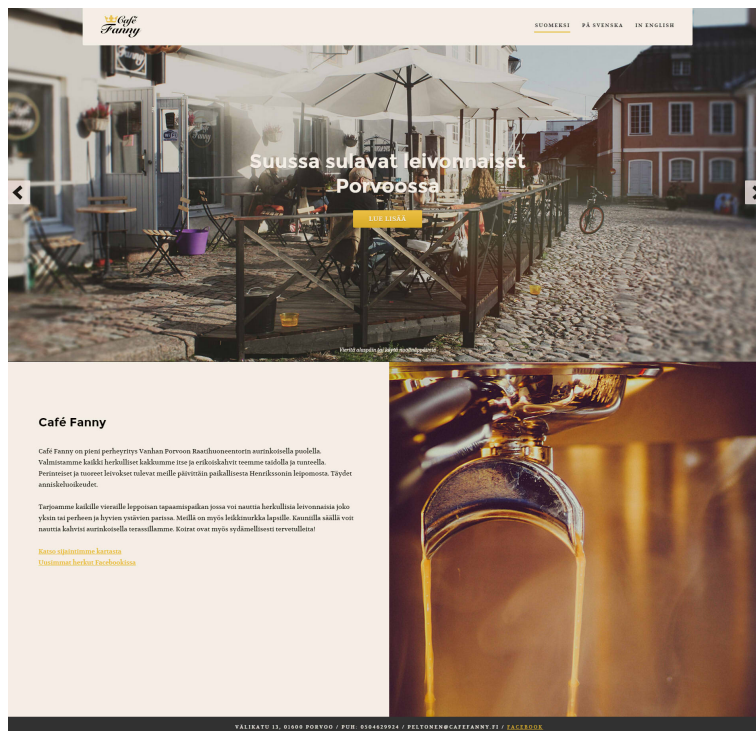 Café
Fanny
SUOMEKSI PÅ SVENSKA IN ENGLISH
Suussa sulavat leivonnaiset
Porvoossa
LUE LISÄÄ
Vieritä alaspäin tai käytä nuolinäppäimiä
Café Fanny
Café Fanny on pieni perheyritys Vanhan Porvoon Raatihuoneentorin aurinkoisella puolella.
Valmistamme kaikki herkulliset kakkumme itse ja erikoiskahvit teemme taidolla ja tunteella.
Perinteiset ja tuoreet leivokset tulevat meille päivittäin paikallisesta Henrikssonin leipomosta. Täydet
anniskeluoikeudet.
Tarjoamme kaikille vieraille leppoisan tapaamispaikan jossa voi nauttia herkullisia leivonnaisia joko
yksin tai perheen ja hyvien ystävien parissa. Meillä on myös leikkinurkka lapsille. Kauniilla säällä voit
nauttia kahvisi aurinkoisella terassillamme. Koirat ovat myös sydämellisesti tervetulleita!
Katso sijaintimme kartasta
Uusimmat herkut Facebookissa
VÄLIKATU 13, 01600 PORVOO / PUH: 0504629924 / PELTONEN@CAFEFANNY.FI / FACEBOOK